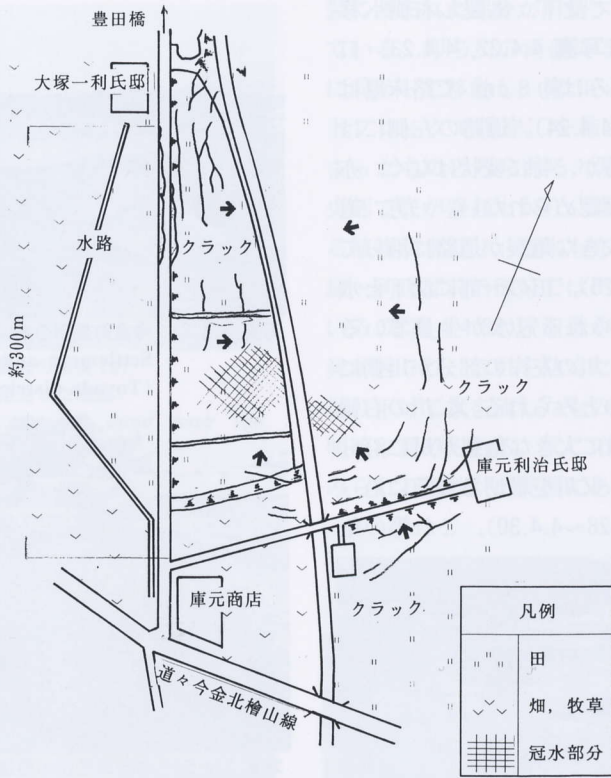 豊田橋
大塚一利氏邸
水路
クラック
約300m
クラック
庫元利治氏邸
庫元商店
クラック
道々今金北檜山線
凡例
田
畑，牧草
冠水部分